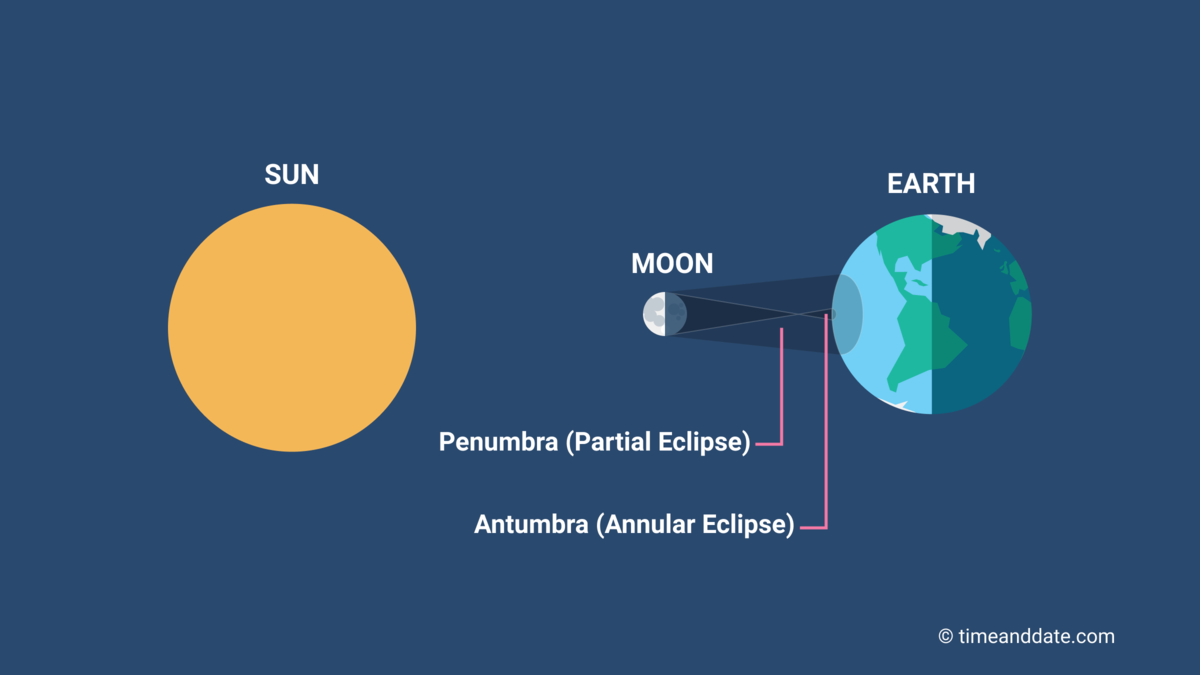 SUN
EARTH
MOON
Penumbra (Partial Eclipse)
Antumbra (Annular Eclipse)
© timeanddate.com